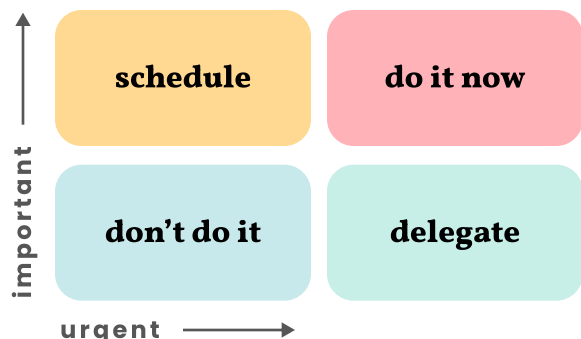 schedule
do it now
important
don’t do it
delegate
urgent